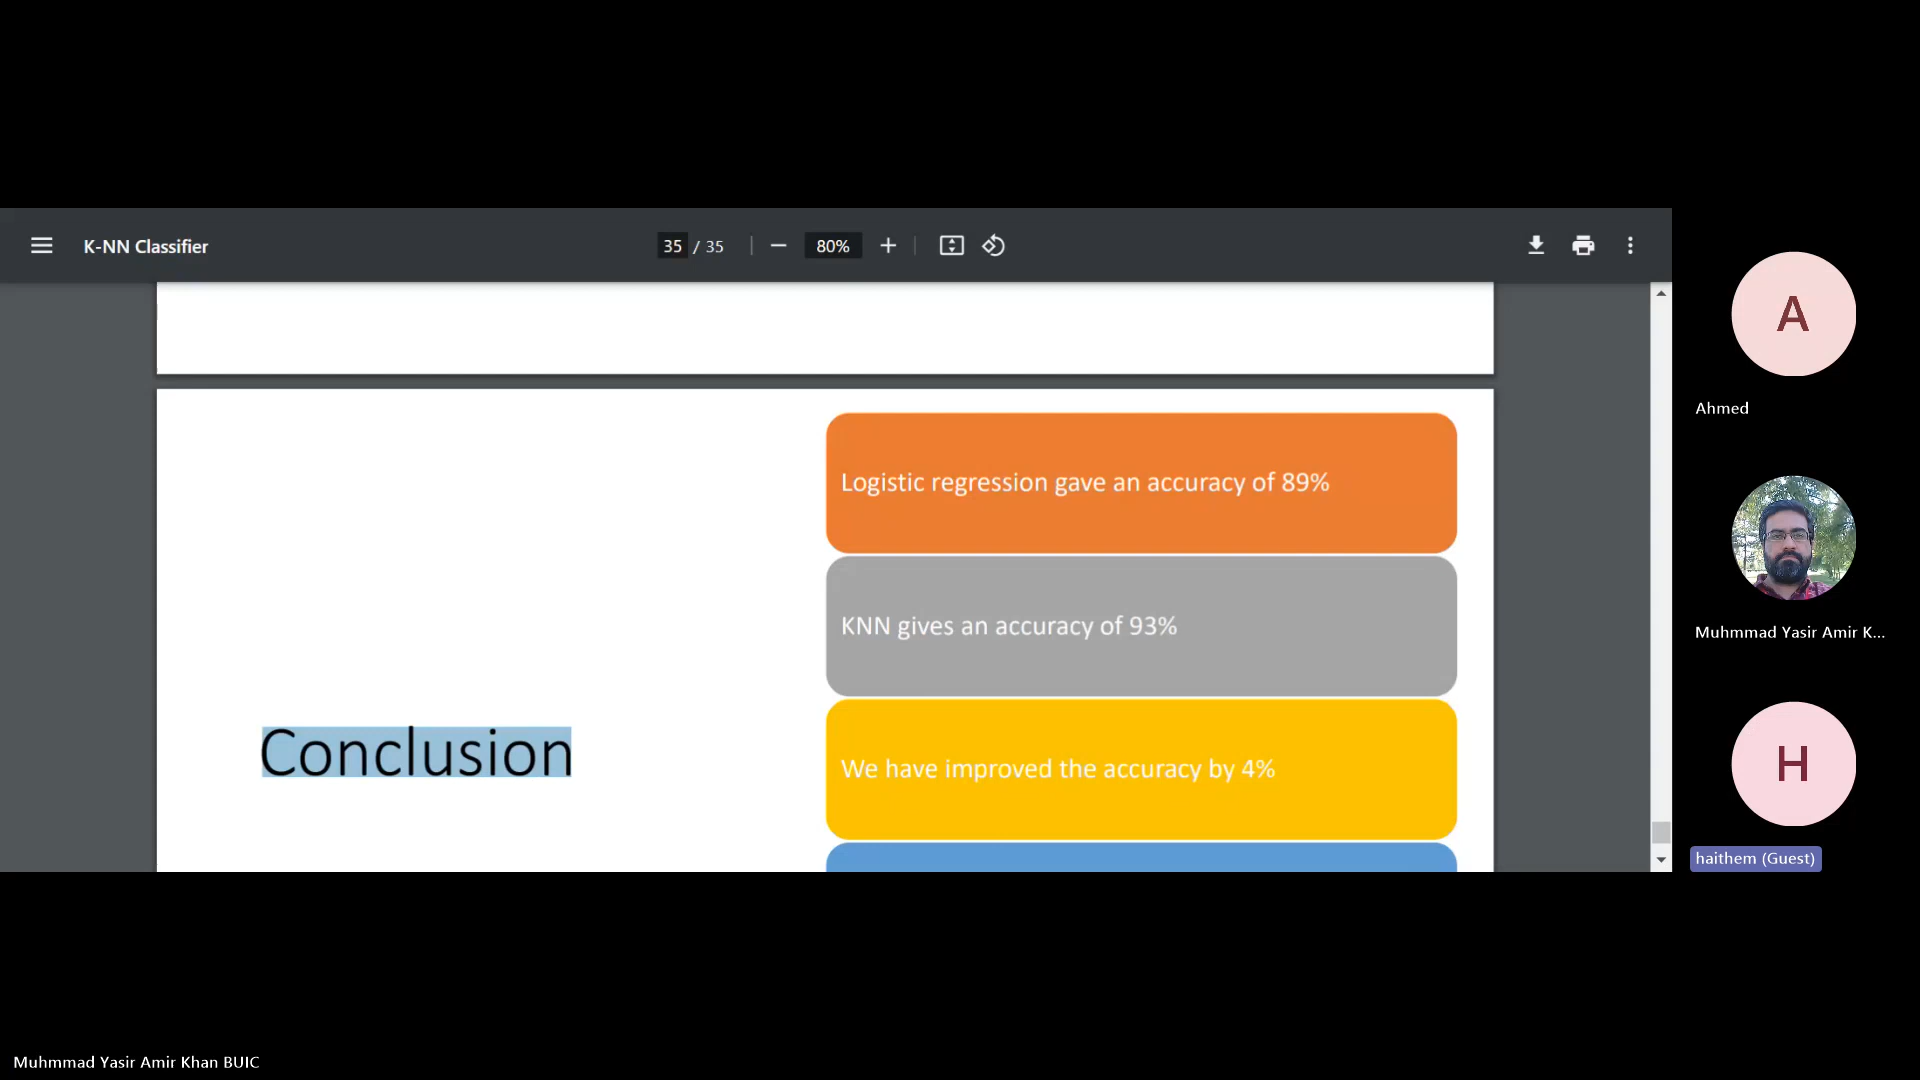 K-NN Classifier
35 / 35
80%
Logistic regression gave an accuracy of 89%
KNN gives an accuracy of 93%
Conclusion
We have improved the accuracy by 4%
A
Ahmed
Muhmmad Yasir Amir K...
H
haithem (Guest)
Muhmmad Yasir Amir Khan BUIC